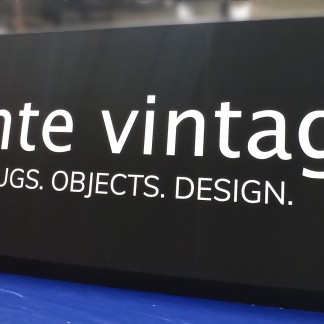 nte vintag
UGS. OBJECTS. DESIGN.